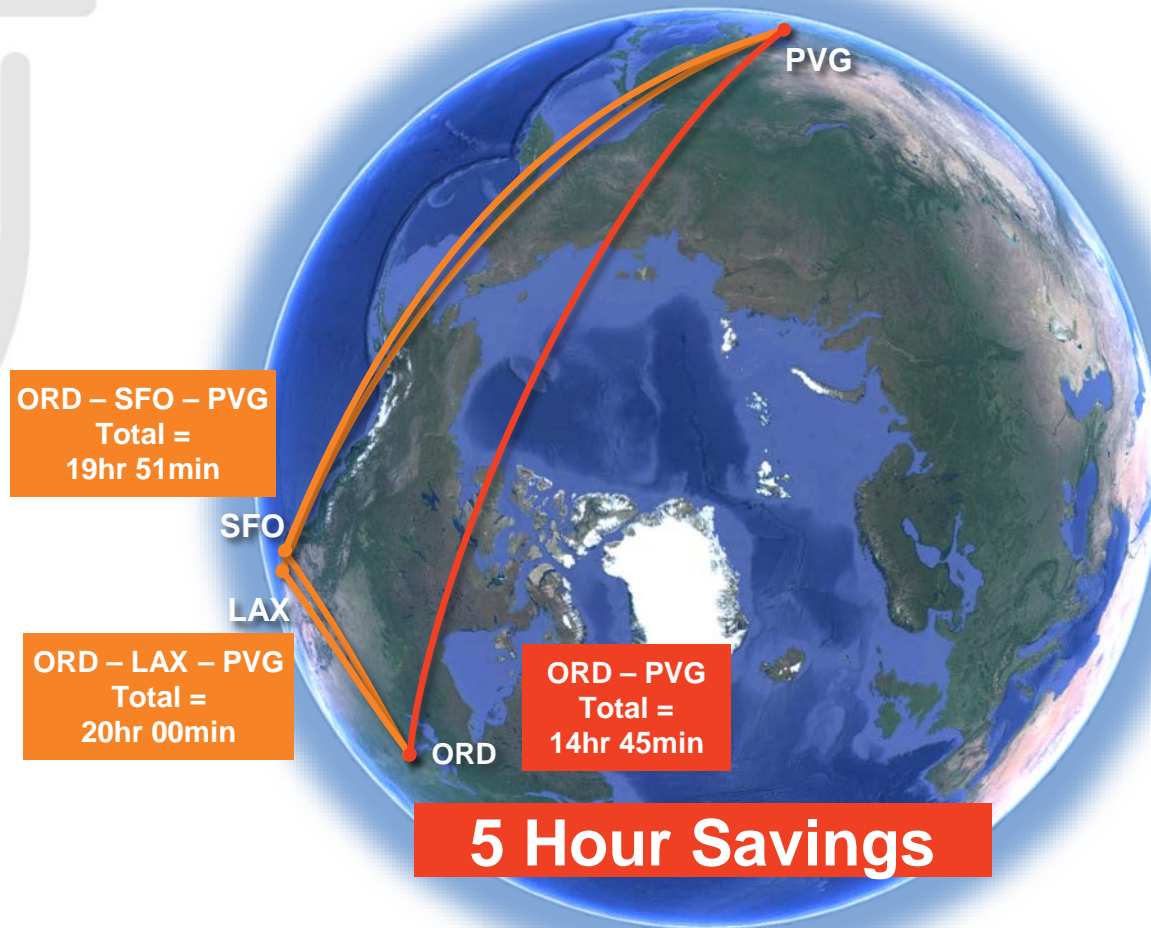 PVG
ORD – SFO – PVG
Total =
19hr 51min
SFO
LAX
ORD – LAX – PVG
Total =
20hr 00min
ORD – PVG
Total =
14hr 45min
ORD
5 Hour Savings